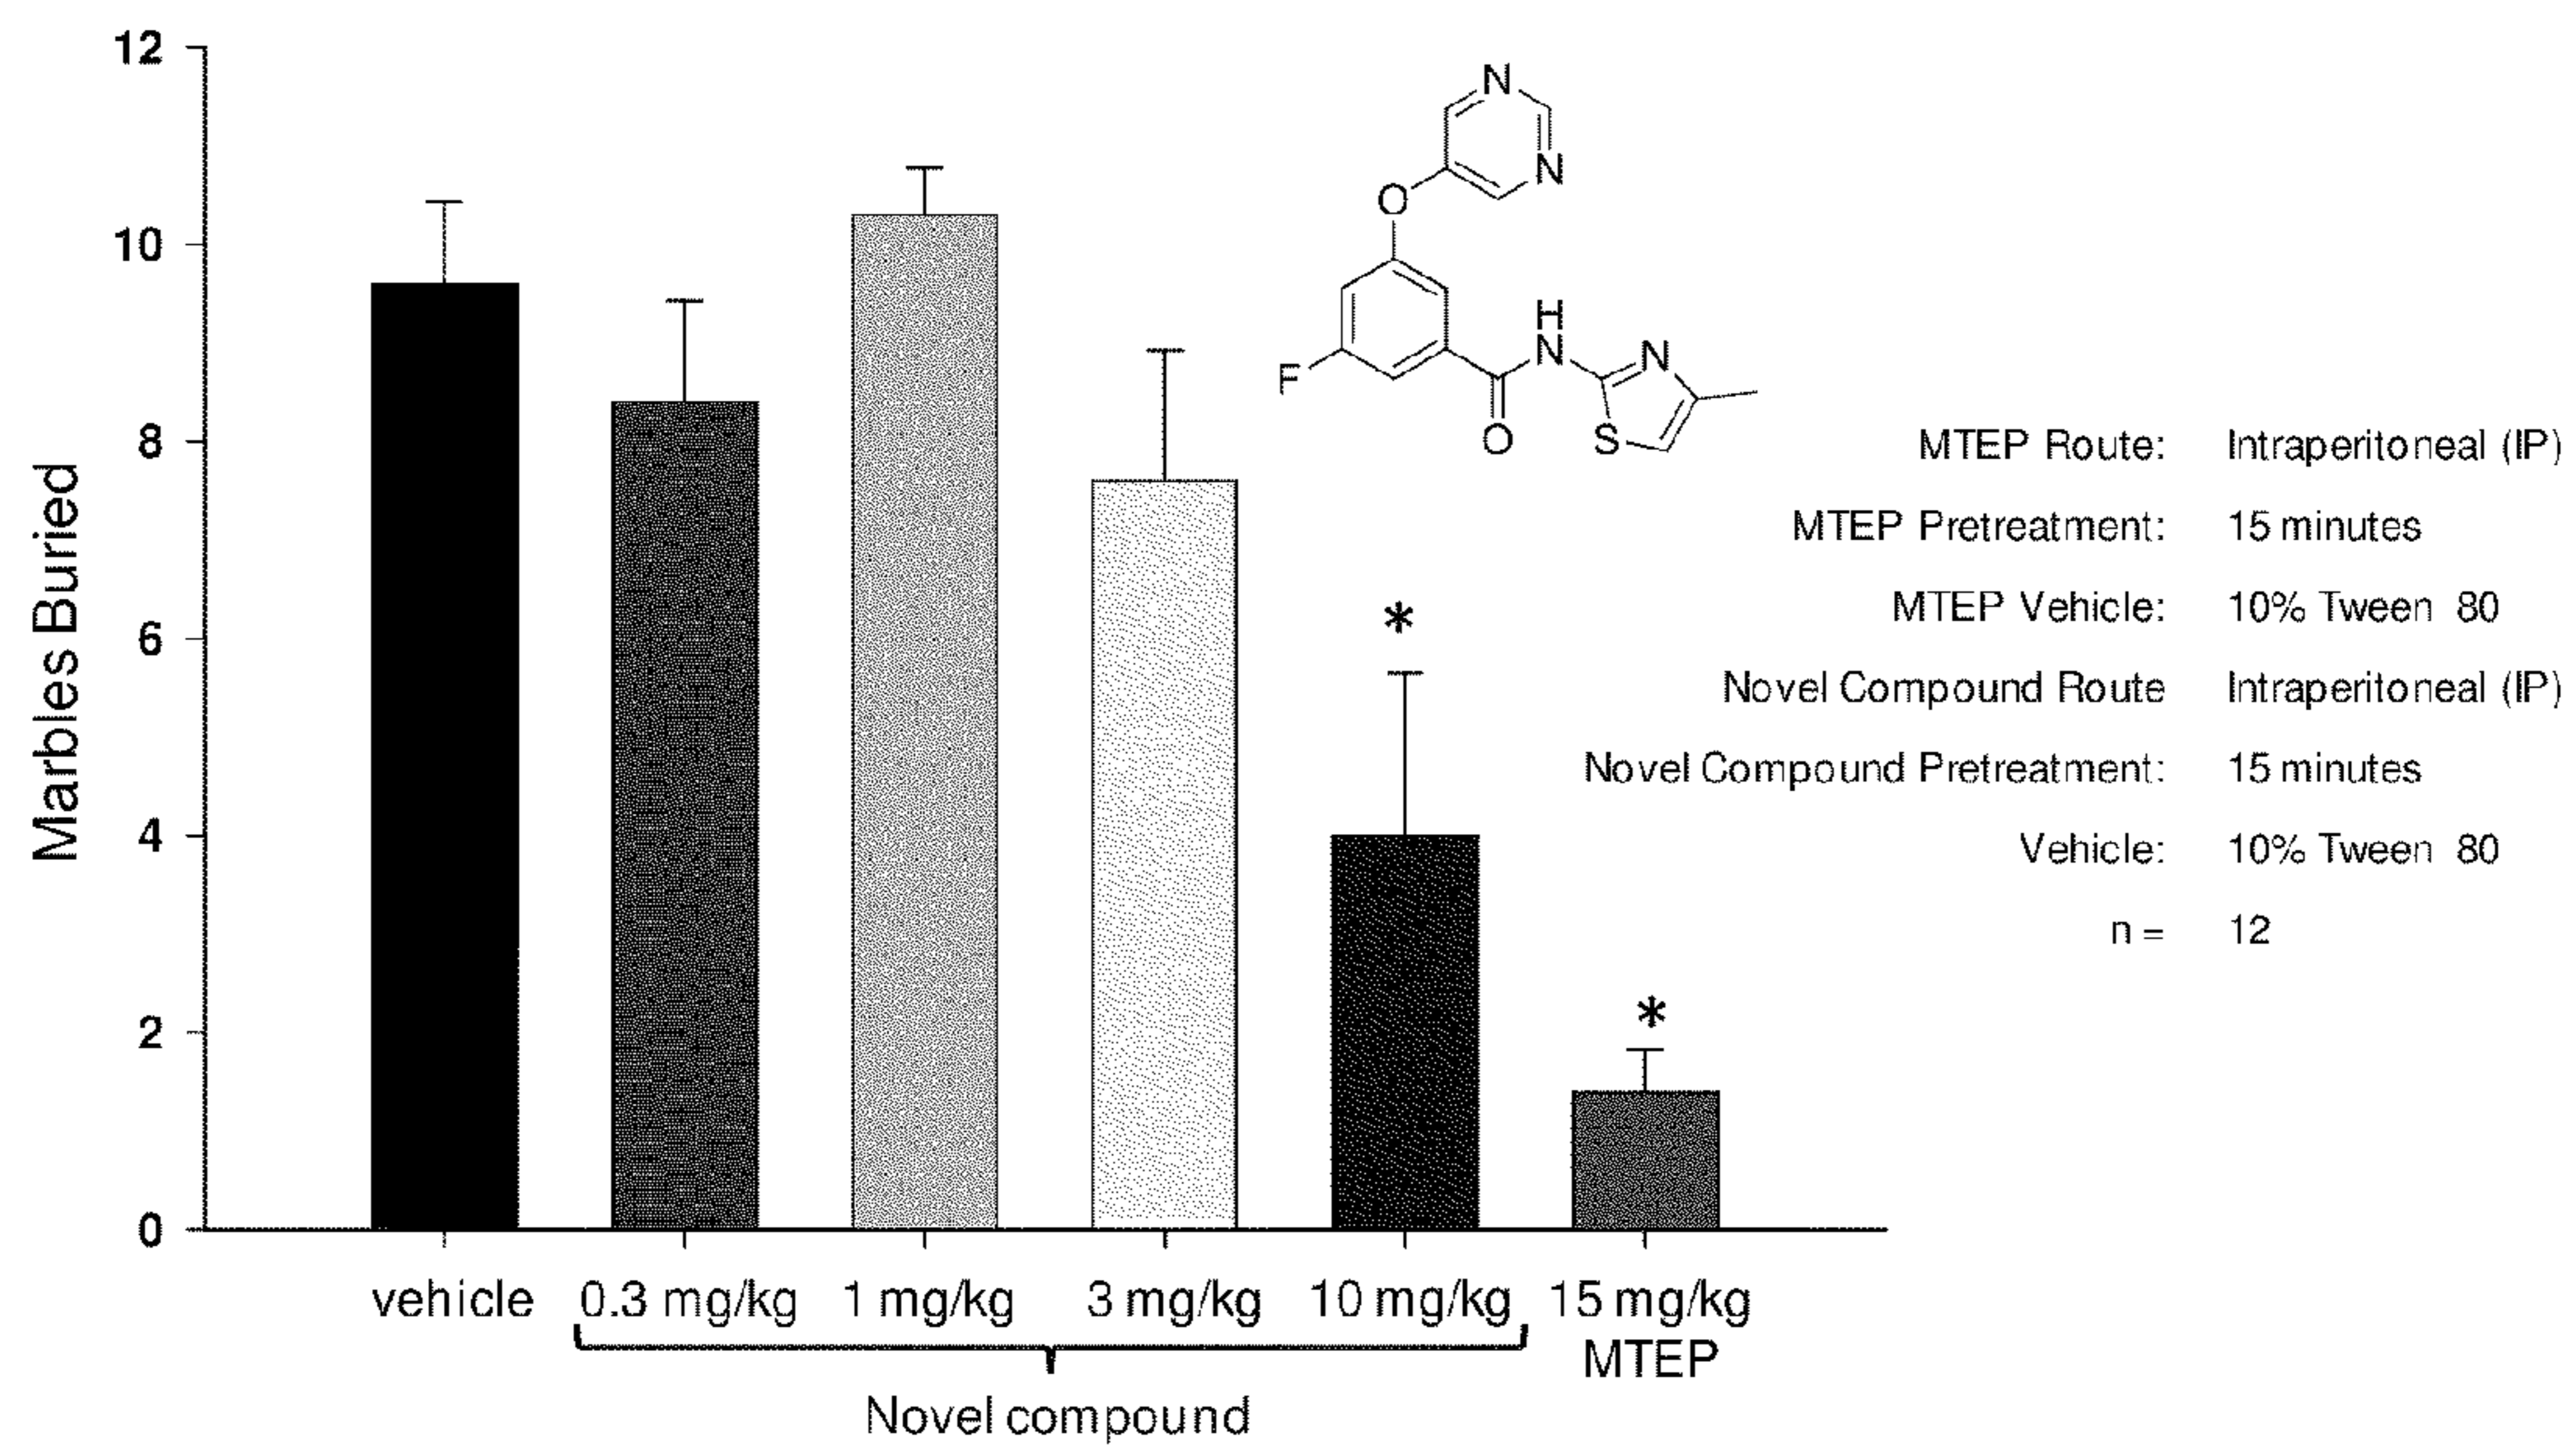 12
10
8
6
4
2
0
Marbles Buried
N
N
O
F
H
N
O
N
S
*
*
MTEP Route: Intraperitoneal (IP)
MTEP Pretreatment: 15 minutes
MTEP Vehicle: 10% Tween 80
Novel Compound Route Intraperitoneal (IP)
Novel Compound Pretreatment: 15 minutes
Vehicle: 10% Tween 80
n = 12
vehicle 0.3 mg/kg 1 mg/kg 3 mg/kg 10 mg/kg 15 mg/kg
MTEP
Novel compound